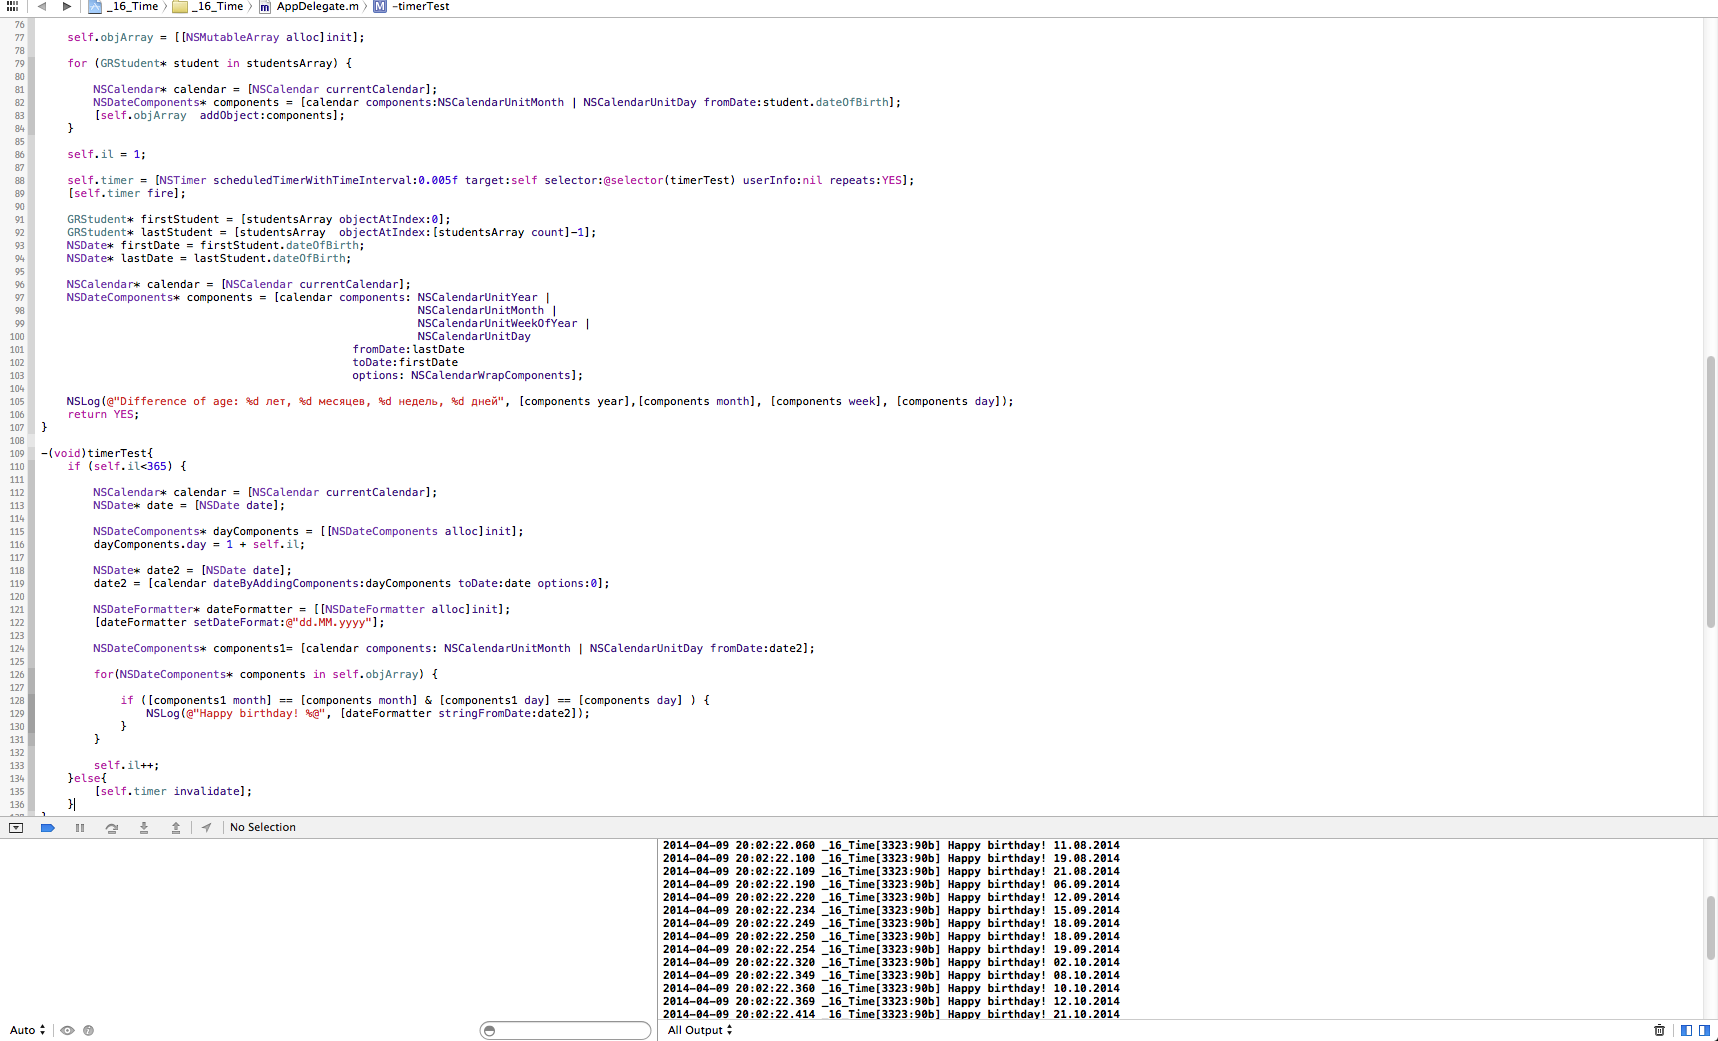 _16_Time _16_Time AppDelegate.m M -timerTest
76
77 self.objArray = [[NSMutableArray alloc]init];
78
79 for (GRStudent* student in studentsArray) {
80
81 NSCalendar* calendar = [NSCalendar currentCalendar];
82 NSDateComponents* components = [calendar components:NSCalendarUnitMonth | NSCalendarUnitDay fromDate:student.dateOfBirth];
83 [self.objArray  addObject:components];
84 }
85
86 self.il = 1;
87
88 self.timer = [NSTimer scheduledTimerWithTimeInterval:0.005f target:self selector:@selector(timerTest) userInfo:nil repeats:YES];
89 [self.timer fire];
90
91 GRStudent* firstStudent = [studentsArray objectAtIndex:0];
92 GRStudent* lastStudent = [studentsArray  objectAtIndex:[studentsArray count]-1];
93 NSDate* firstDate = firstStudent.dateOfBirth;
94 NSDate* lastDate = lastStudent.dateOfBirth;
95
96 NSCalendar* calendar = [NSCalendar currentCalendar];
97 NSDateComponents* components = [calendar components: NSCalendarUnitYear |
98 NSCalendarUnitMonth |
99 NSCalendarUnitWeekOfYear |
100 NSCalendarUnitDay
101 fromDate:lastDate
102 toDate:firstDate
103 options: NSCalendarWrapComponents];
104
105 NSLog(@"Difference of age: %d лет, %d месяцев, %d недель, %d дней", [components year],[components month], [components week], [components day]);
106 return YES;
107 }
108
109 -(void)timerTest{
110 if (self.il<365) {
111
112 NSCalendar* calendar = [NSCalendar currentCalendar];
113 NSDate* date = [NSDate date];
114
115 NSDateComponents* dayComponents = [[NSDateComponents alloc]init];
116 dayComponents.day = 1 + self.il;
117
118 NSDate* date2 = [NSDate date];
119 date2 = [calendar dateByAddingComponents:dayComponents toDate:date options:0];
120
121 NSDateFormatter* dateFormatter = [[NSDateFormatter alloc]init];
122 [dateFormatter setDateFormat:@"dd.MM.yyyy"];
123
124 NSDateComponents* components1= [calendar components: NSCalendarUnitMonth | NSCalendarUnitDay fromDate:date2];
125
126 for(NSDateComponents* components in self.objArray) {
127
128 if ([components1 month] == [components month] & [components1 day] == [components day] ) {
129 NSLog(@"Happy birthday! %@", [dateFormatter stringFromDate:date2]);
130 }
131 }
132
133 self.il++;
134 }else{
135 [self.timer invalidate];
136 }
No Selection
2014-04-09 20:02:22.060 _16_Time[3323:90b] Happy birthday! 11.08.2014
2014-04-09 20:02:22.100 _16_Time[3323:90b] Happy birthday! 19.08.2014
2014-04-09 20:02:22.109 _16_Time[3323:90b] Happy birthday! 21.08.2014
2014-04-09 20:02:22.190 _16_Time[3323:90b] Happy birthday! 06.09.2014
2014-04-09 20:02:22.220 _16_Time[3323:90b] Happy birthday! 12.09.2014
2014-04-09 20:02:22.234 _16_Time[3323:90b] Happy birthday! 15.09.2014
2014-04-09 20:02:22.249 _16_Time[3323:90b] Happy birthday! 18.09.2014
2014-04-09 20:02:22.250 _16_Time[3323:90b] Happy birthday! 18.09.2014
2014-04-09 20:02:22.254 _16_Time[3323:90b] Happy birthday! 19.09.2014
2014-04-09 20:02:22.320 _16_Time[3323:90b] Happy birthday! 02.10.2014
2014-04-09 20:02:22.349 _16_Time[3323:90b] Happy birthday! 08.10.2014
2014-04-09 20:02:22.360 _16_Time[3323:90b] Happy birthday! 10.10.2014
2014-04-09 20:02:22.369 _16_Time[3323:90b] Happy birthday! 12.10.2014
2014-04-09 20:02:22.414 _16_Time[3323:90b] Happy birthday! 21.10.2014
Auto All Output